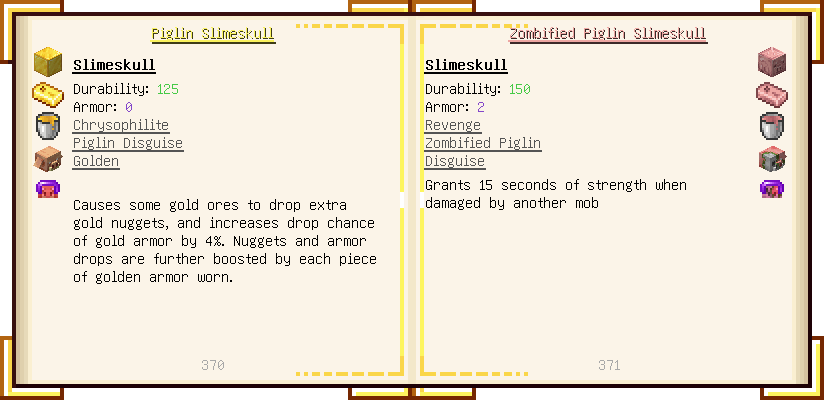 Piglin Slimeskull
Slimeskull
Durability: 125
Armor: 0
Chrysophilite
Piglin Disguise
Golden
Causes some gold ores to drop extra
gold nuggets, and increases drop chance
of gold armor by 4%. Nuggets and armor
drops are further boosted by each piece
of golden armor worn.
370
Zombified Piglin Slimeskull
Slimeskull
Durability: 150
Armor: 2
Revenge
Zombified Piglin
Disguise
Grants 15 seconds of strength when
damaged by another mob
371